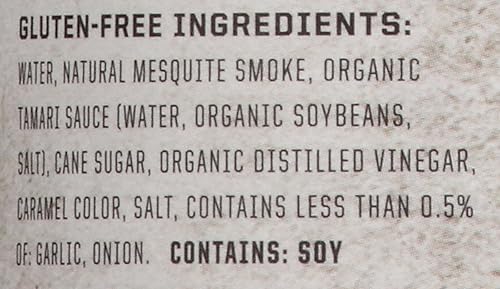 GLUTEN-FREE INGREDIENTS:
WATER, NATURAL MESQUITE SMOKE, ORGANIC
TAMARI SAUCE (WATER, ORGANIC SOYBEANS,
SALT), CANE SUGAR, ORGANIC DISTILLED VINEGAR,
CARAMEL COLOR, SALT, CONTAINS LESS THAN 0.5%
OF: GARLIC, ONION. CONTAINS: SOY